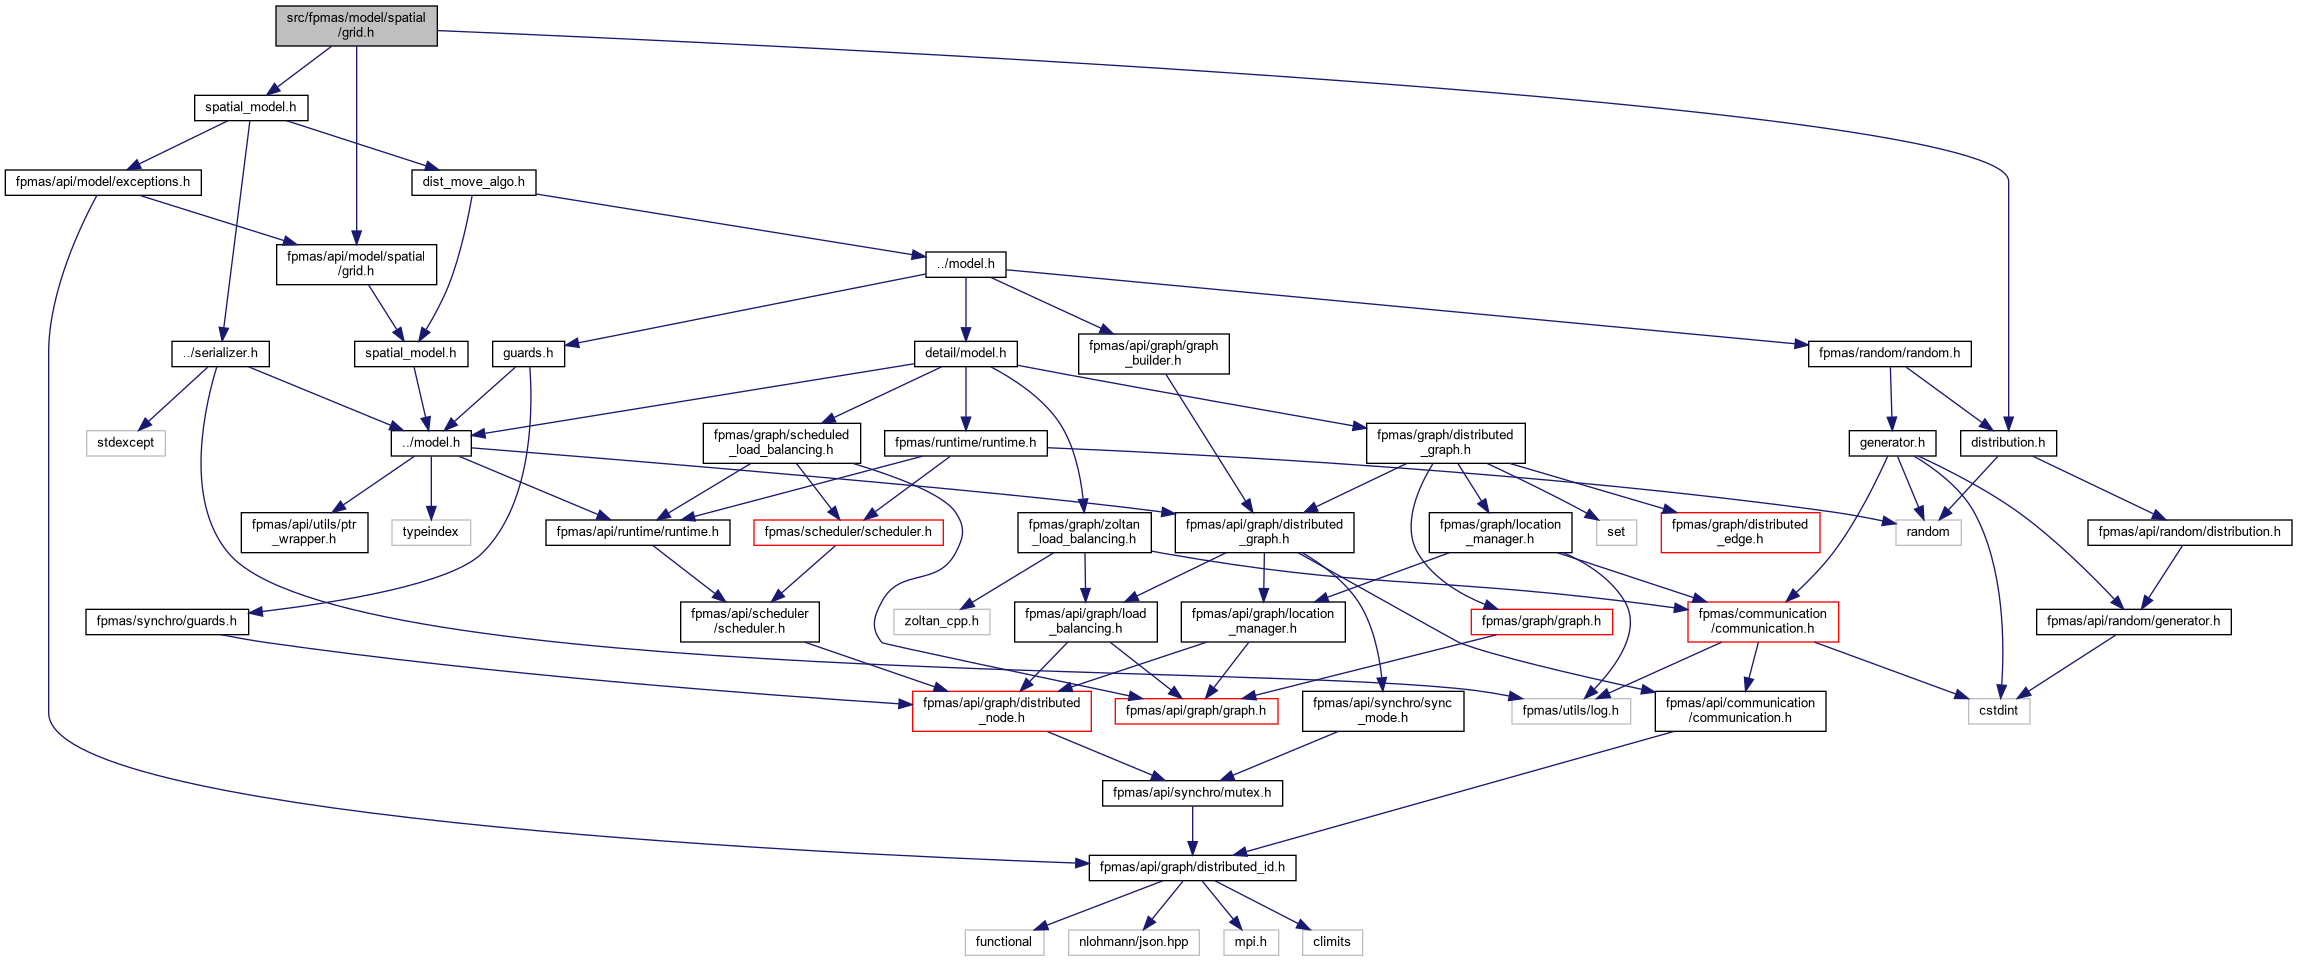 src/fpmas/model/spatial
/grid.h
spatial_model.h
fpmas/api/model/exceptions.h
dist_move_algo.h
fpmas/api/model/spatial
/grid.h
../model.h
../serializer.h
spatial_model.h
guards.h
detail/model.h
fpmas/api/graph/graph
_builder.h
fpmas/random/random.h
stdexcept
../model.h
fpmas/graph/scheduled
_load_balancing.h
fpmas/runtime/runtime.h
fpmas/graph/distributed
_graph.h
generator.h
distribution.h
fpmas/api/utils/ptr
_wrapper.h
typeindex
fpmas/api/runtime/runtime.h
fpmas/scheduler/scheduler.h
fpmas/graph/zoltan
_load_balancing.h
fpmas/api/graph/distributed
_graph.h
fpmas/graph/location
_manager.h
set
fpmas/graph/distributed
_edge.h
random
fpmas/api/random/distribution.h
fpmas/synchro/guards.h
fpmas/api/scheduler
/scheduler.h
zoltan_cpp.h
fpmas/api/graph/load
_balancing.h
fpmas/api/graph/location
_manager.h
fpmas/graph/graph.h
fpmas/communication
/communication.h
fpmas/api/random/generator.h
fpmas/api/graph/distributed
_node.h
fpmas/api/graph/graph.h
fpmas/api/synchro/sync
_mode.h
fpmas/utils/log.h
fpmas/api/communication
/communication.h
cstdint
fpmas/api/synchro/mutex.h
fpmas/api/graph/distributed_id.h
functional
nlohmann/json.hpp
mpi.h
climits